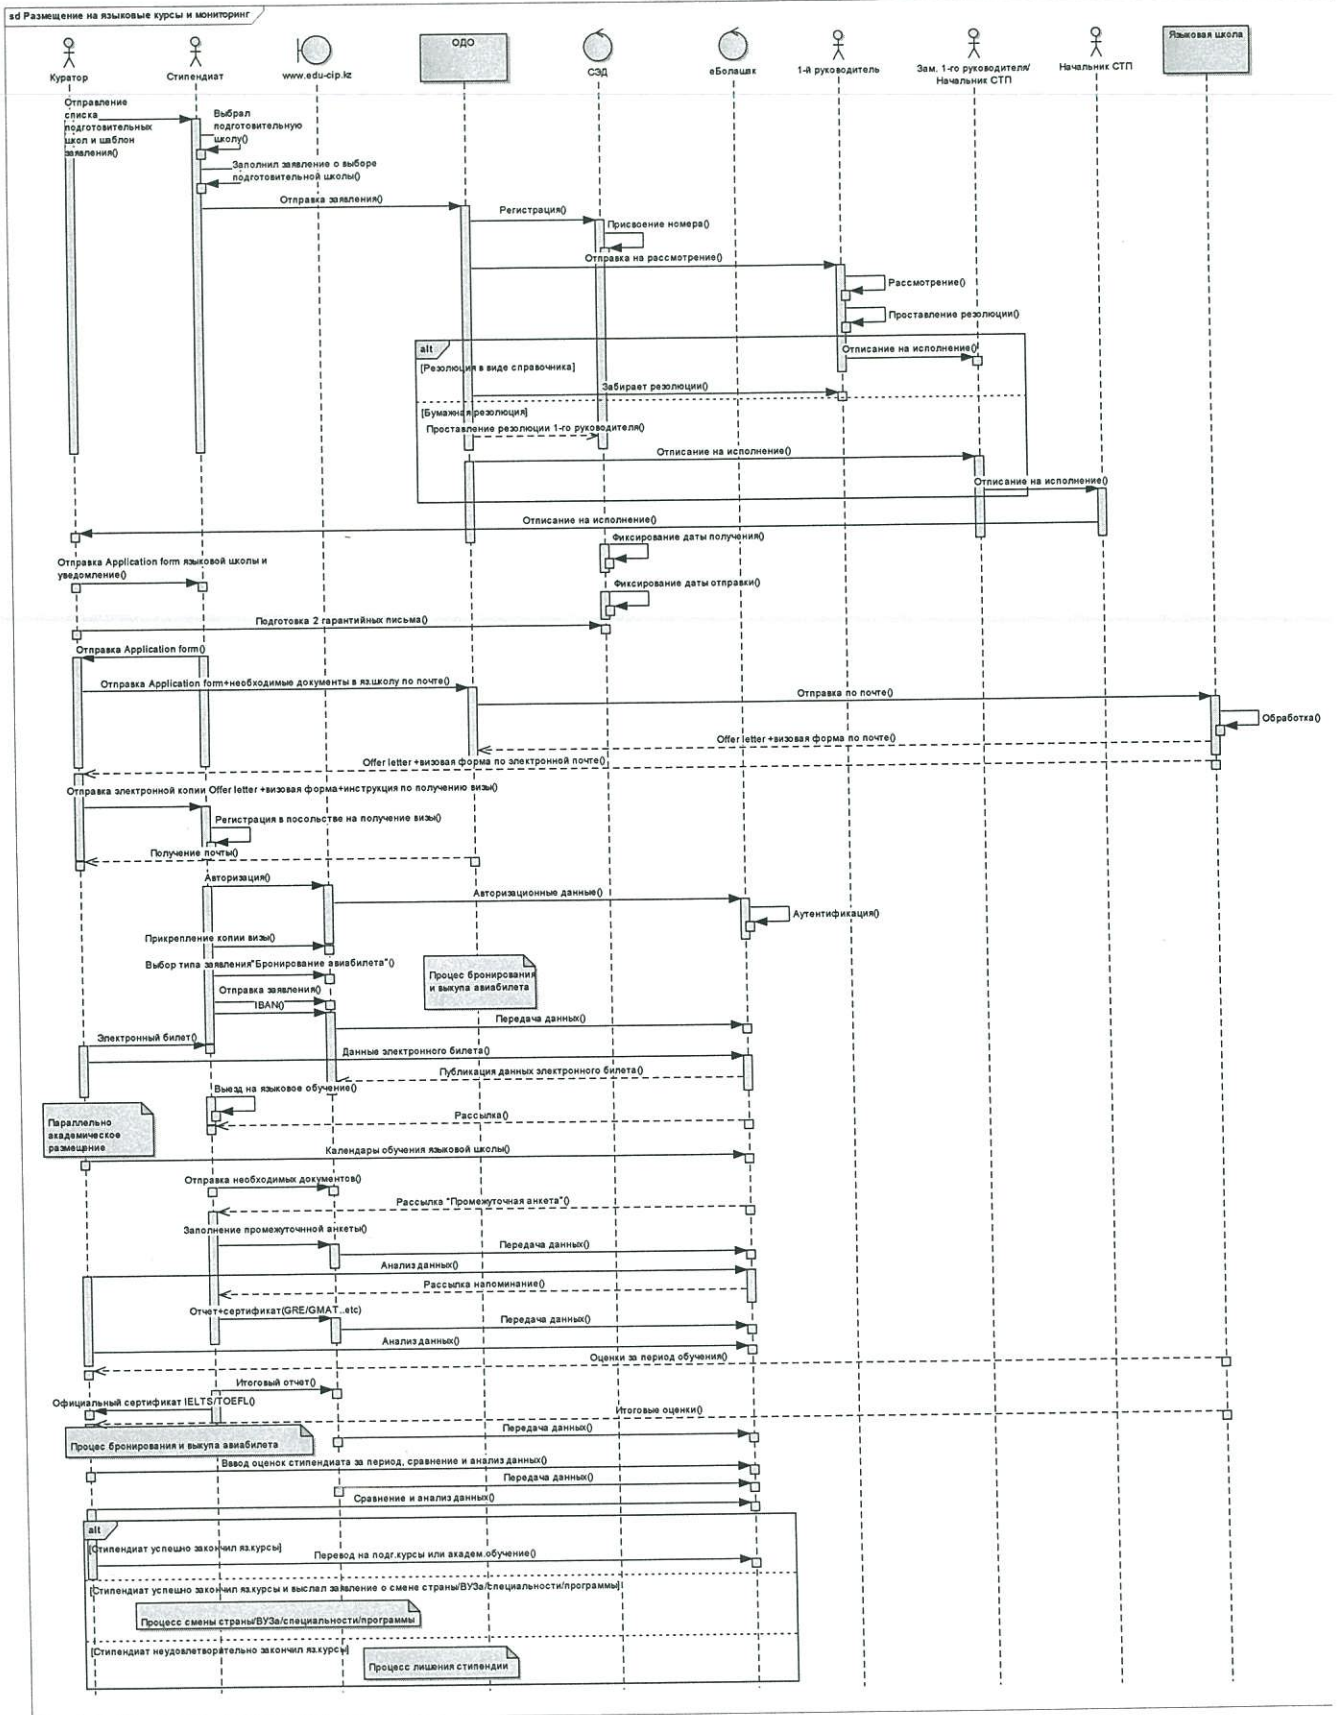 sd Размещение на языковые курсы и мониторинг
Куратор
Стипендиат
www.edu-cip.kz
ОДО
СЭД
еБолашак
1-й руководитель
Зам. 1-го руководителя/
Начальник СТП
Начальник СТП
Языковая школа
Отправление
списка
подготовительных
школ и шаблон
заявления()
Выбрал
подготовительную
школу()
Заполнил заявление о выборе
подготовительной школы()
Отправка заявления()
Регистрация()
Присвоение номера()
Отправка на рассмотрение()
Рассмотрение()
Проставление резолюции()
alt
Отписание на исполнение()
[Резолюция в виде справочника]
Забирает резолюции()
[Бумажная резолюция]
Проставление резолюции 1-го руководителя()
Отписание на исполнение()
Отписание на исполнение()
Отписание на исполнение()
Фиксирование даты получения()
Отправка Application form языковой школы и
уведомление()
Фиксирование даты отправки()
Подготовка 2 гарантийных письма()
Отправка Application form()
Отправка Application form+необходимые документы в яз.школу по почте()
Отправка по почте()
Обработка()
Offer letter +визовая форма по почте()
Offer letter +визовая форма по электронной почте()
Отправка электронной копии Offer letter +визовая форма+инструкция по получению визы()
Регистрация в посольстве на получение визы()
Получение почты()
Авторизация()
Авторизационные данные()
Аутентификация()
Прикрепление копии визы()
Выбор типа заявления"Бронирование авиабилета"()
Процес бронирования
и выкупа авиабилета
Отправка заявления()
IBAN()
Передача данных()
Электронный билет()
Данные электронного билета()
Публикация данных электронного билета()
Выезд на языковое обучение()
Параллельно
академическое
размещение
Рассылка()
Календары обучения языковой школы()
Отправка необходимых документов()
Рассылка "Промежуточная анкета"()
Заполнение промежуточнной анкеты()
Передача данных()
Анализ данных()
Рассылка напоминание()
Отчет+сертификат(GRE/GMAT..etc)
Передача данных()
Анализ данных()
Оценки за период обучения()
Итоговый отчет()
Официальный сертификат IELTS/TOEFL()
Итоговые оценки()
Процес бронирования и выкупа авиабилета
Передача данных()
Ввод оценок стипендиата за период, сравнение и анализ данных()
Передача данных()
Сравнение и анализ данных()
alt
[Стипендиат успешно закончил яз.курсы]
Перевод на подг.курсы или академ.обучение()
[Стипендиат успешно закончил яз.курсы и выслал заявление о смене страны/ВУЗа/специальности/программы]
Процесс смены страны/ВУЗа/специальности/программы
[Стипендиат неудовлетворительно закончил яз.курсы]
Процесс лишения стипендии